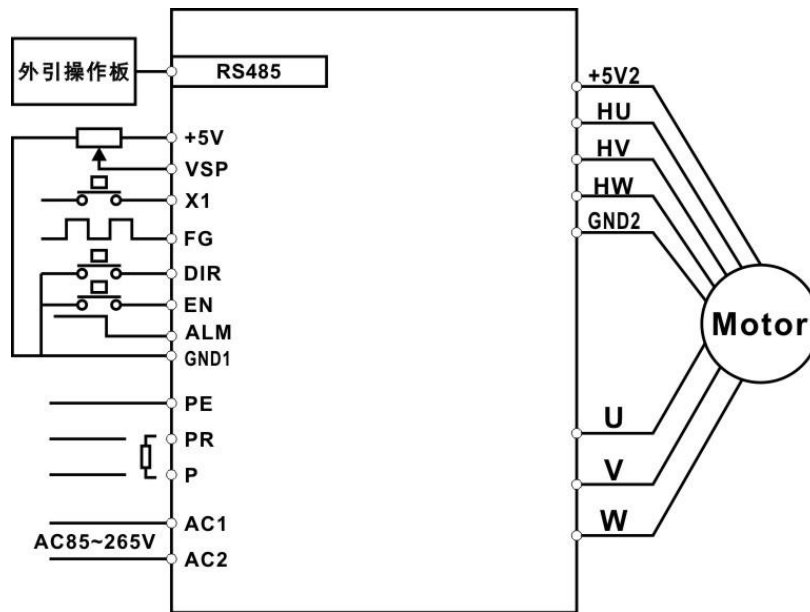 外引操作板
RS485
+5V
VSP
X1
FG
DIR
EN
ALM
GND1
PE
PR
P
AC1
AC85~265V
AC2
+5V2
HU
HV
HW
GND2
Motor
U
V
W